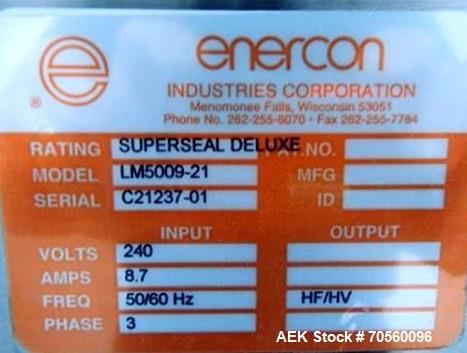 enercon
INDUSTRIES CORPORATION
Menomonee Falls, Wisconsin 53051
Phone No. 262-255-6070 • Fax 262-255-7784
RATING SUPERSEAL DELUXE PAT. NO.
MODEL LM5009-21 MFG
SERIAL C21237-01 ID
INPUT OUTPUT
VOLTS 240
AMPS 8.7
FREQ 50/60 Hz HF/HV
PHASE 3
AEK Stock # 70560096